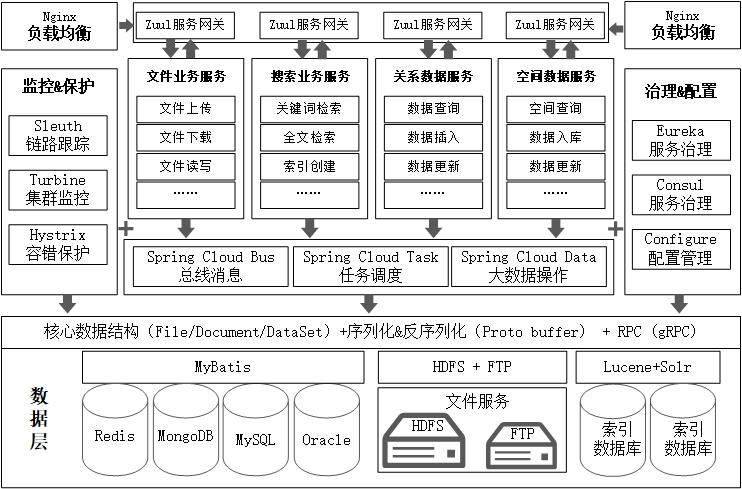 Nginx
负载均衡
Zuul服务网关
Zuul服务网关
Zuul服务网关
Zuul服务网关
Nginx
负载均衡
监控&保护
Sleuth
链路跟踪
Turbine
集群监控
Hystrix
容错保护
文件业务服务
文件上传
文件下载
文件读写
······
搜索业务服务
关键词检索
全文检索
索引创建
······
关系数据服务
数据查询
数据插入
数据更新
······
空间数据服务
空间查询
数据入库
数据更新
······
治理&配置
Eureka
服务治理
Consul
服务治理
Configure
配置管理
Spring Cloud Bus
总线消息
Spring Cloud Task
任务调度
Spring Cloud Data
大数据操作
核心数据结构（File/Document/DataSet）+序列化&反序列化（Proto buffer） + RPC（gRPC）
数据层
MyBatis
Redis
MongoDB
MySQL
Oracle
HDFS + FTP
文件服务
HDFS
FTP
Lucene+Solr
索引
数据库
索引
数据库